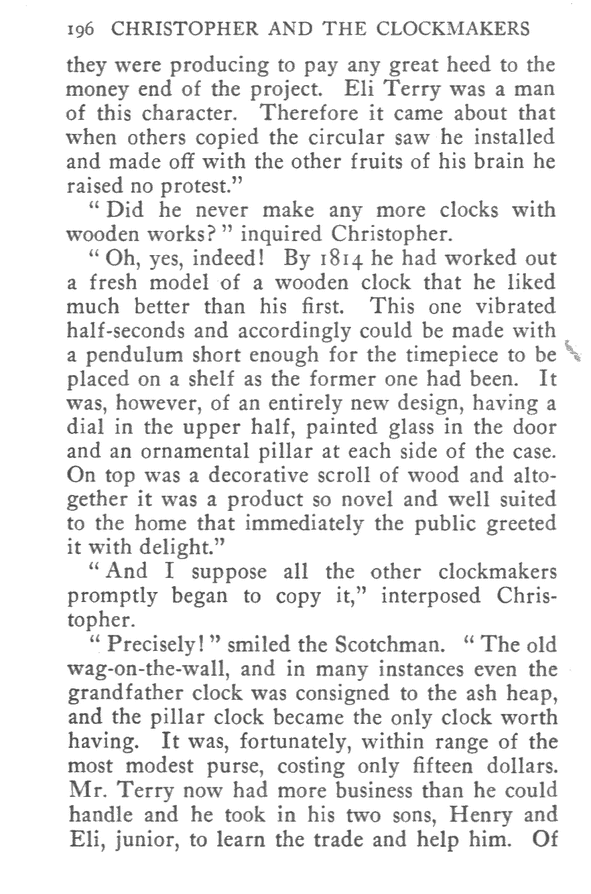 196 CHRISTOPHER AND THE CLOCKMAKERS
they were producing to pay any great heed to the
money end of the project. Eli Terry was a man
of this character. Therefore it came about that
when others copied the circular saw he installed
and made off with the other fruits of his brain he
raised no protest.”
“ Did he never make any more clocks with
wooden works? ” inquired Christopher.
“ Oh, yes, indeed! By 1814 he had worked out
a fresh model of a wooden clock that he liked
much better than his first. This one vibrated
half-seconds and accordingly could be made with
a pendulum short enough for the timepiece to be
placed on a shelf as the former one had been. It
was, however, of an entirely new design, having a
dial in the upper half, painted glass in the door
and an ornamental pillar at each side of the case.
On top was a decorative scroll of wood and alto-
gether it was a product so novel and well suited
to the home that immediately the public greeted
it with delight.”
“ And I suppose all the other clockmakers
promptly began to copy it,” interposed Chris-
topher.
“ Precisely! ” smiled the Scotchman. “ The old
wag-on-the-wall, and in many instances even the
grandfather clock was consigned to the ash heap,
and the pillar clock became the only clock worth
having. It was, fortunately, within range of the
most modest purse, costing only fifteen dollars.
Mr. Terry now had more business than he could
handle and he took in his two sons, Henry and
Eli, junior, to learn the trade and help him. Of